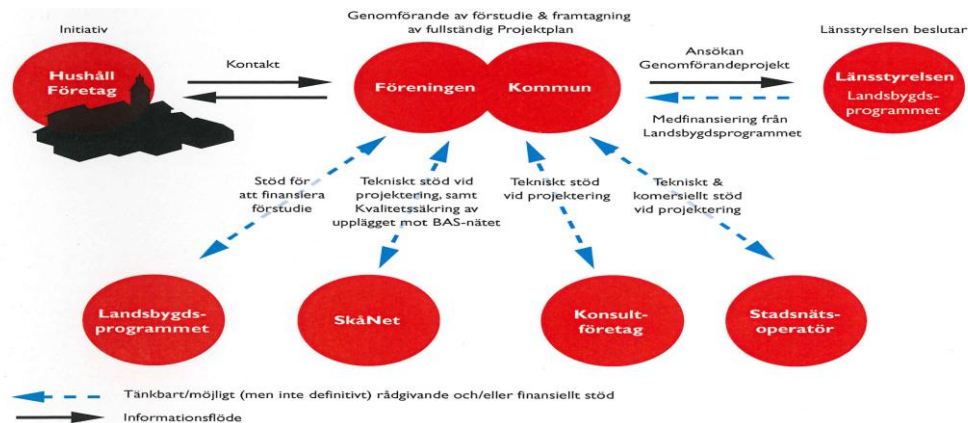 Genomförande av förstudie & framtagning
av fullständig Projektplan
Initiativ
Länsstyrelsen beslutar
Hushåll
Företag
Kontakt
Föreningen
Kommun
Ansökan
Genomförandeprojekt
Medfinansiering från
Landsbygdsprogrammet
Länsstyrelsen
Landsbygds-
programmet
Stöd för
att finansiera
förstudie
Tekniskt stöd vid
projektering, samt
Kvalitetssäkring av
upplägget mot BAS-nätet
Tekniskt stöd
vid projektering
Tekniskt &
komersiellt stöd
vid projektering
Landsbygds-
programmet
SkåNet
Konsult-
företag
Stadsnäts-
operatör
Tänkbart/möjligt (men inte definitivt) rådgivande och/eller finansiellt stöd
Informationsflöde